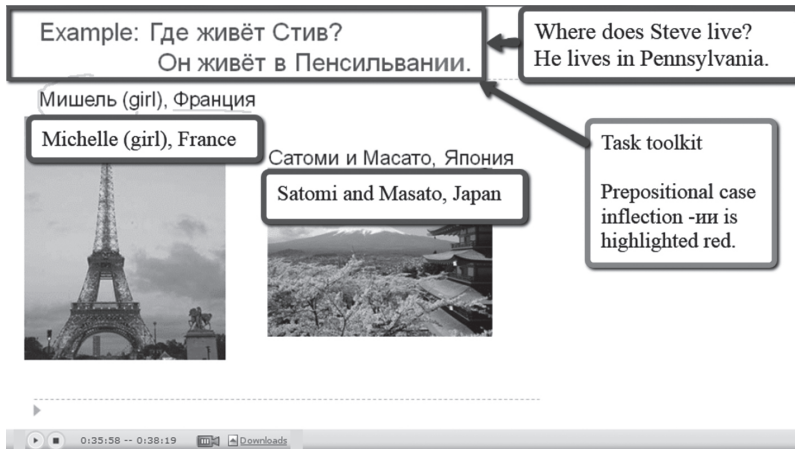 Example: Где живёт Стив?
Он живёт в Пенсильвании.
Where does Steve live?
He lives in Pennsylvania.
Мишель (girl), Франция
Michelle (girl), France
Сатоми и Масато, Япония
Satomi and Masato, Japan
Task toolkit
Prepositional case
inflection -ии is
highlighted red.
0:35:58 -- 0:38:19
Downloads